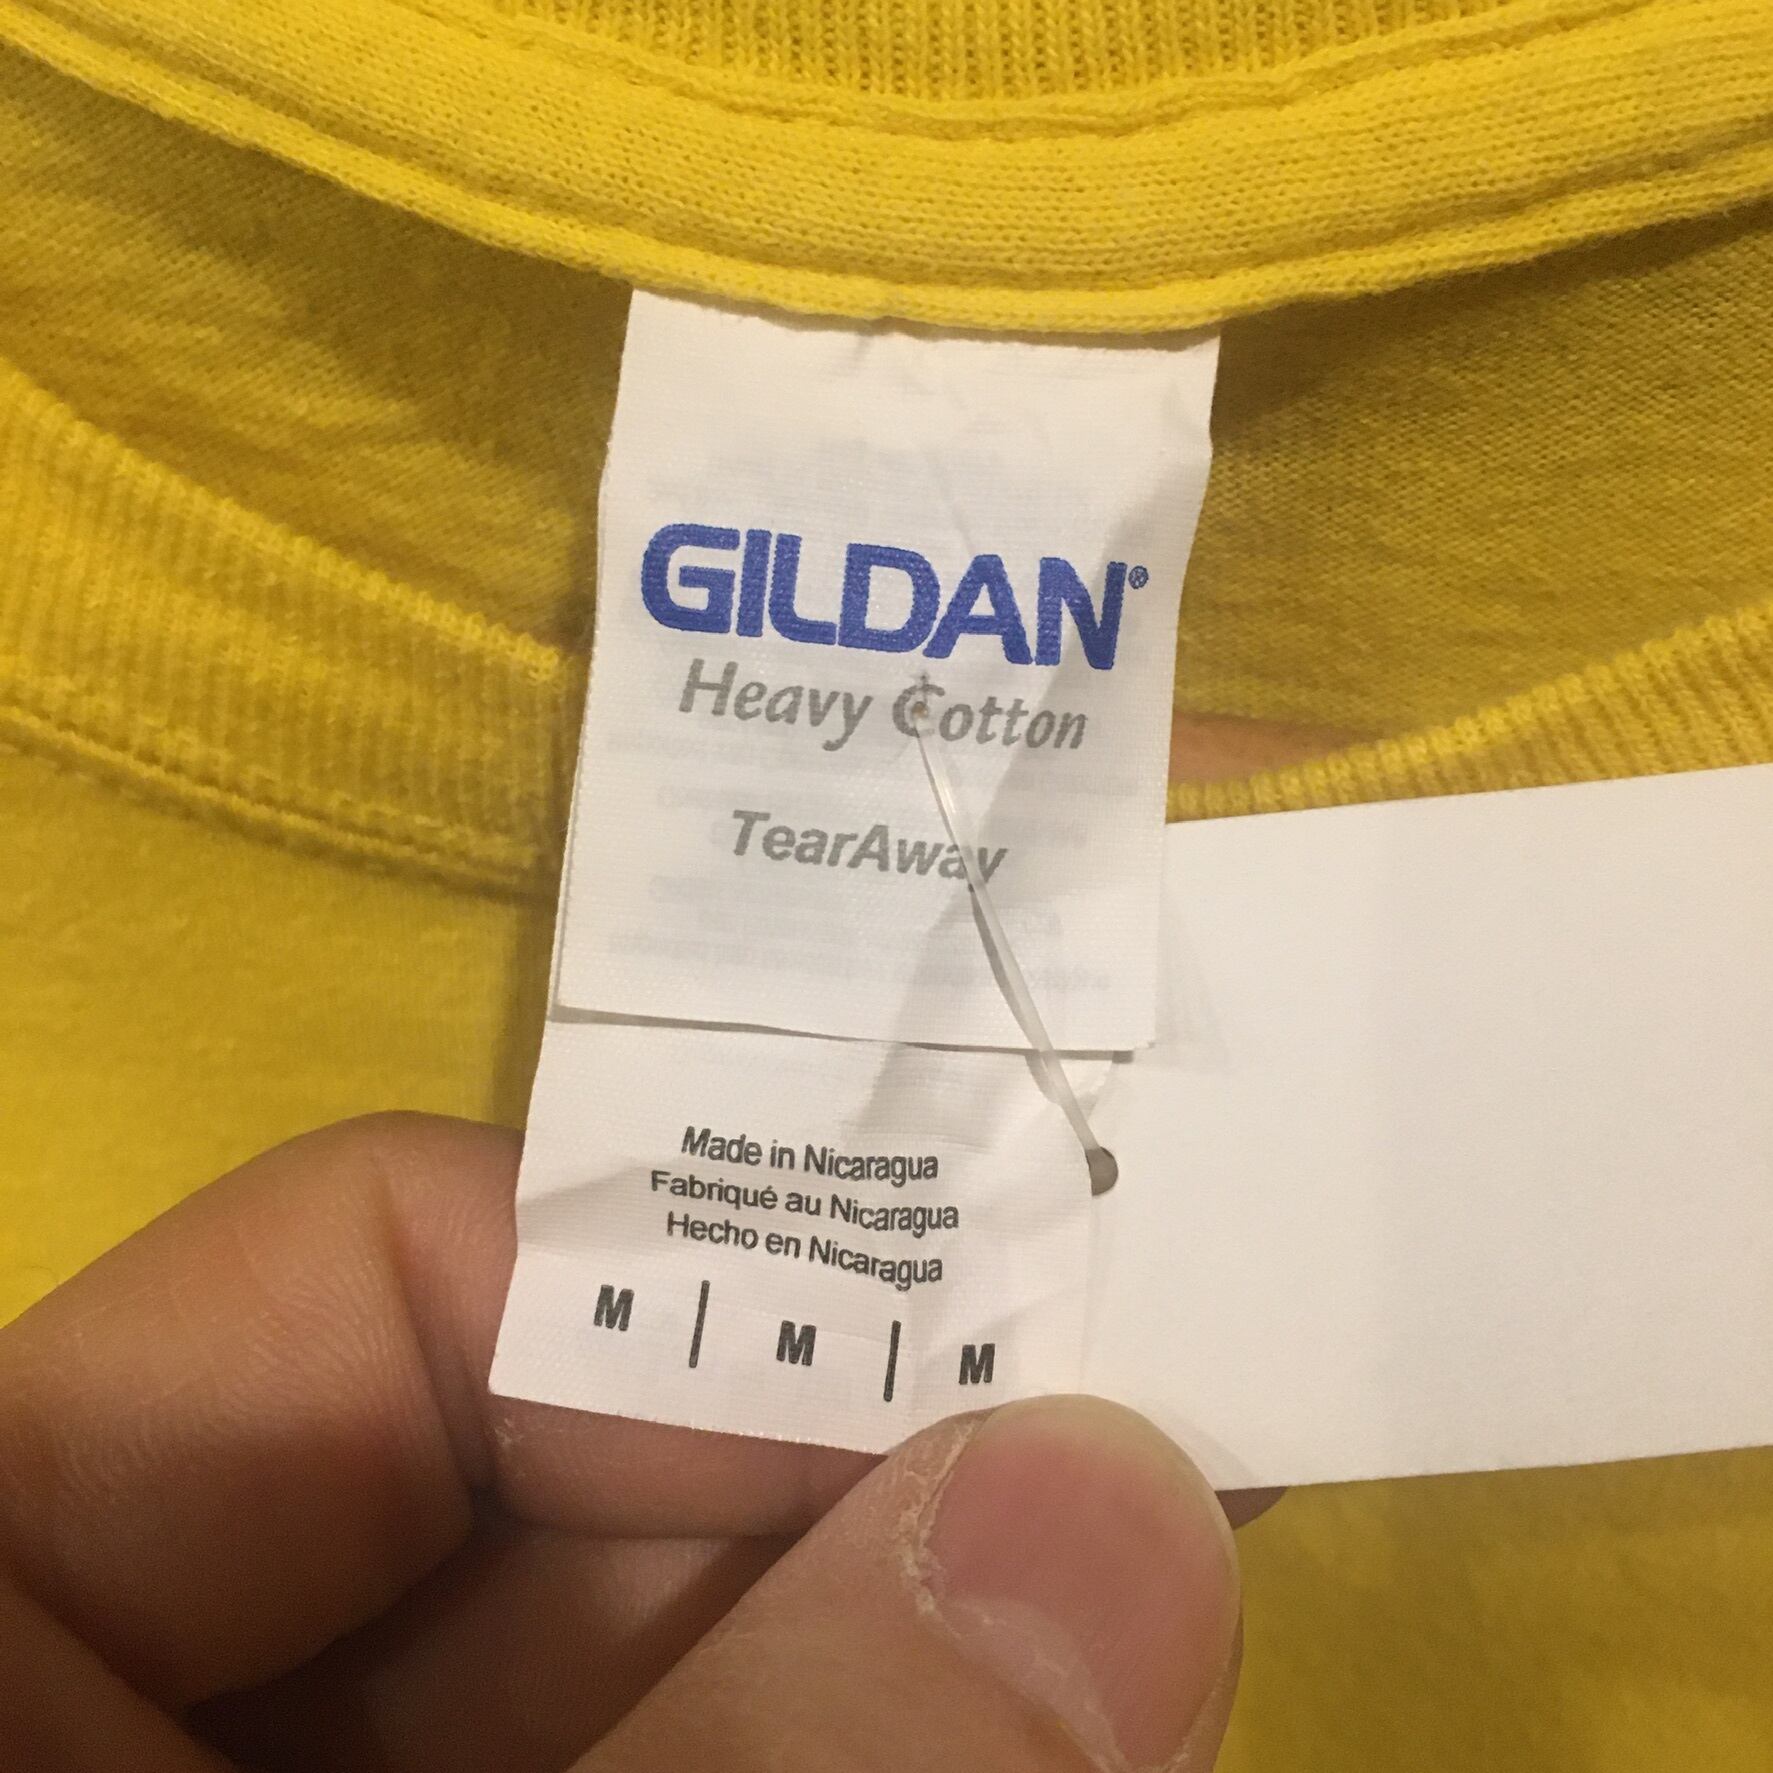 GILDAN®
Heavy Cotton
TearAway
Made in Nicaragua
Fabriqué au Nicaragua
Hecho en Nicaragua
M | M | M